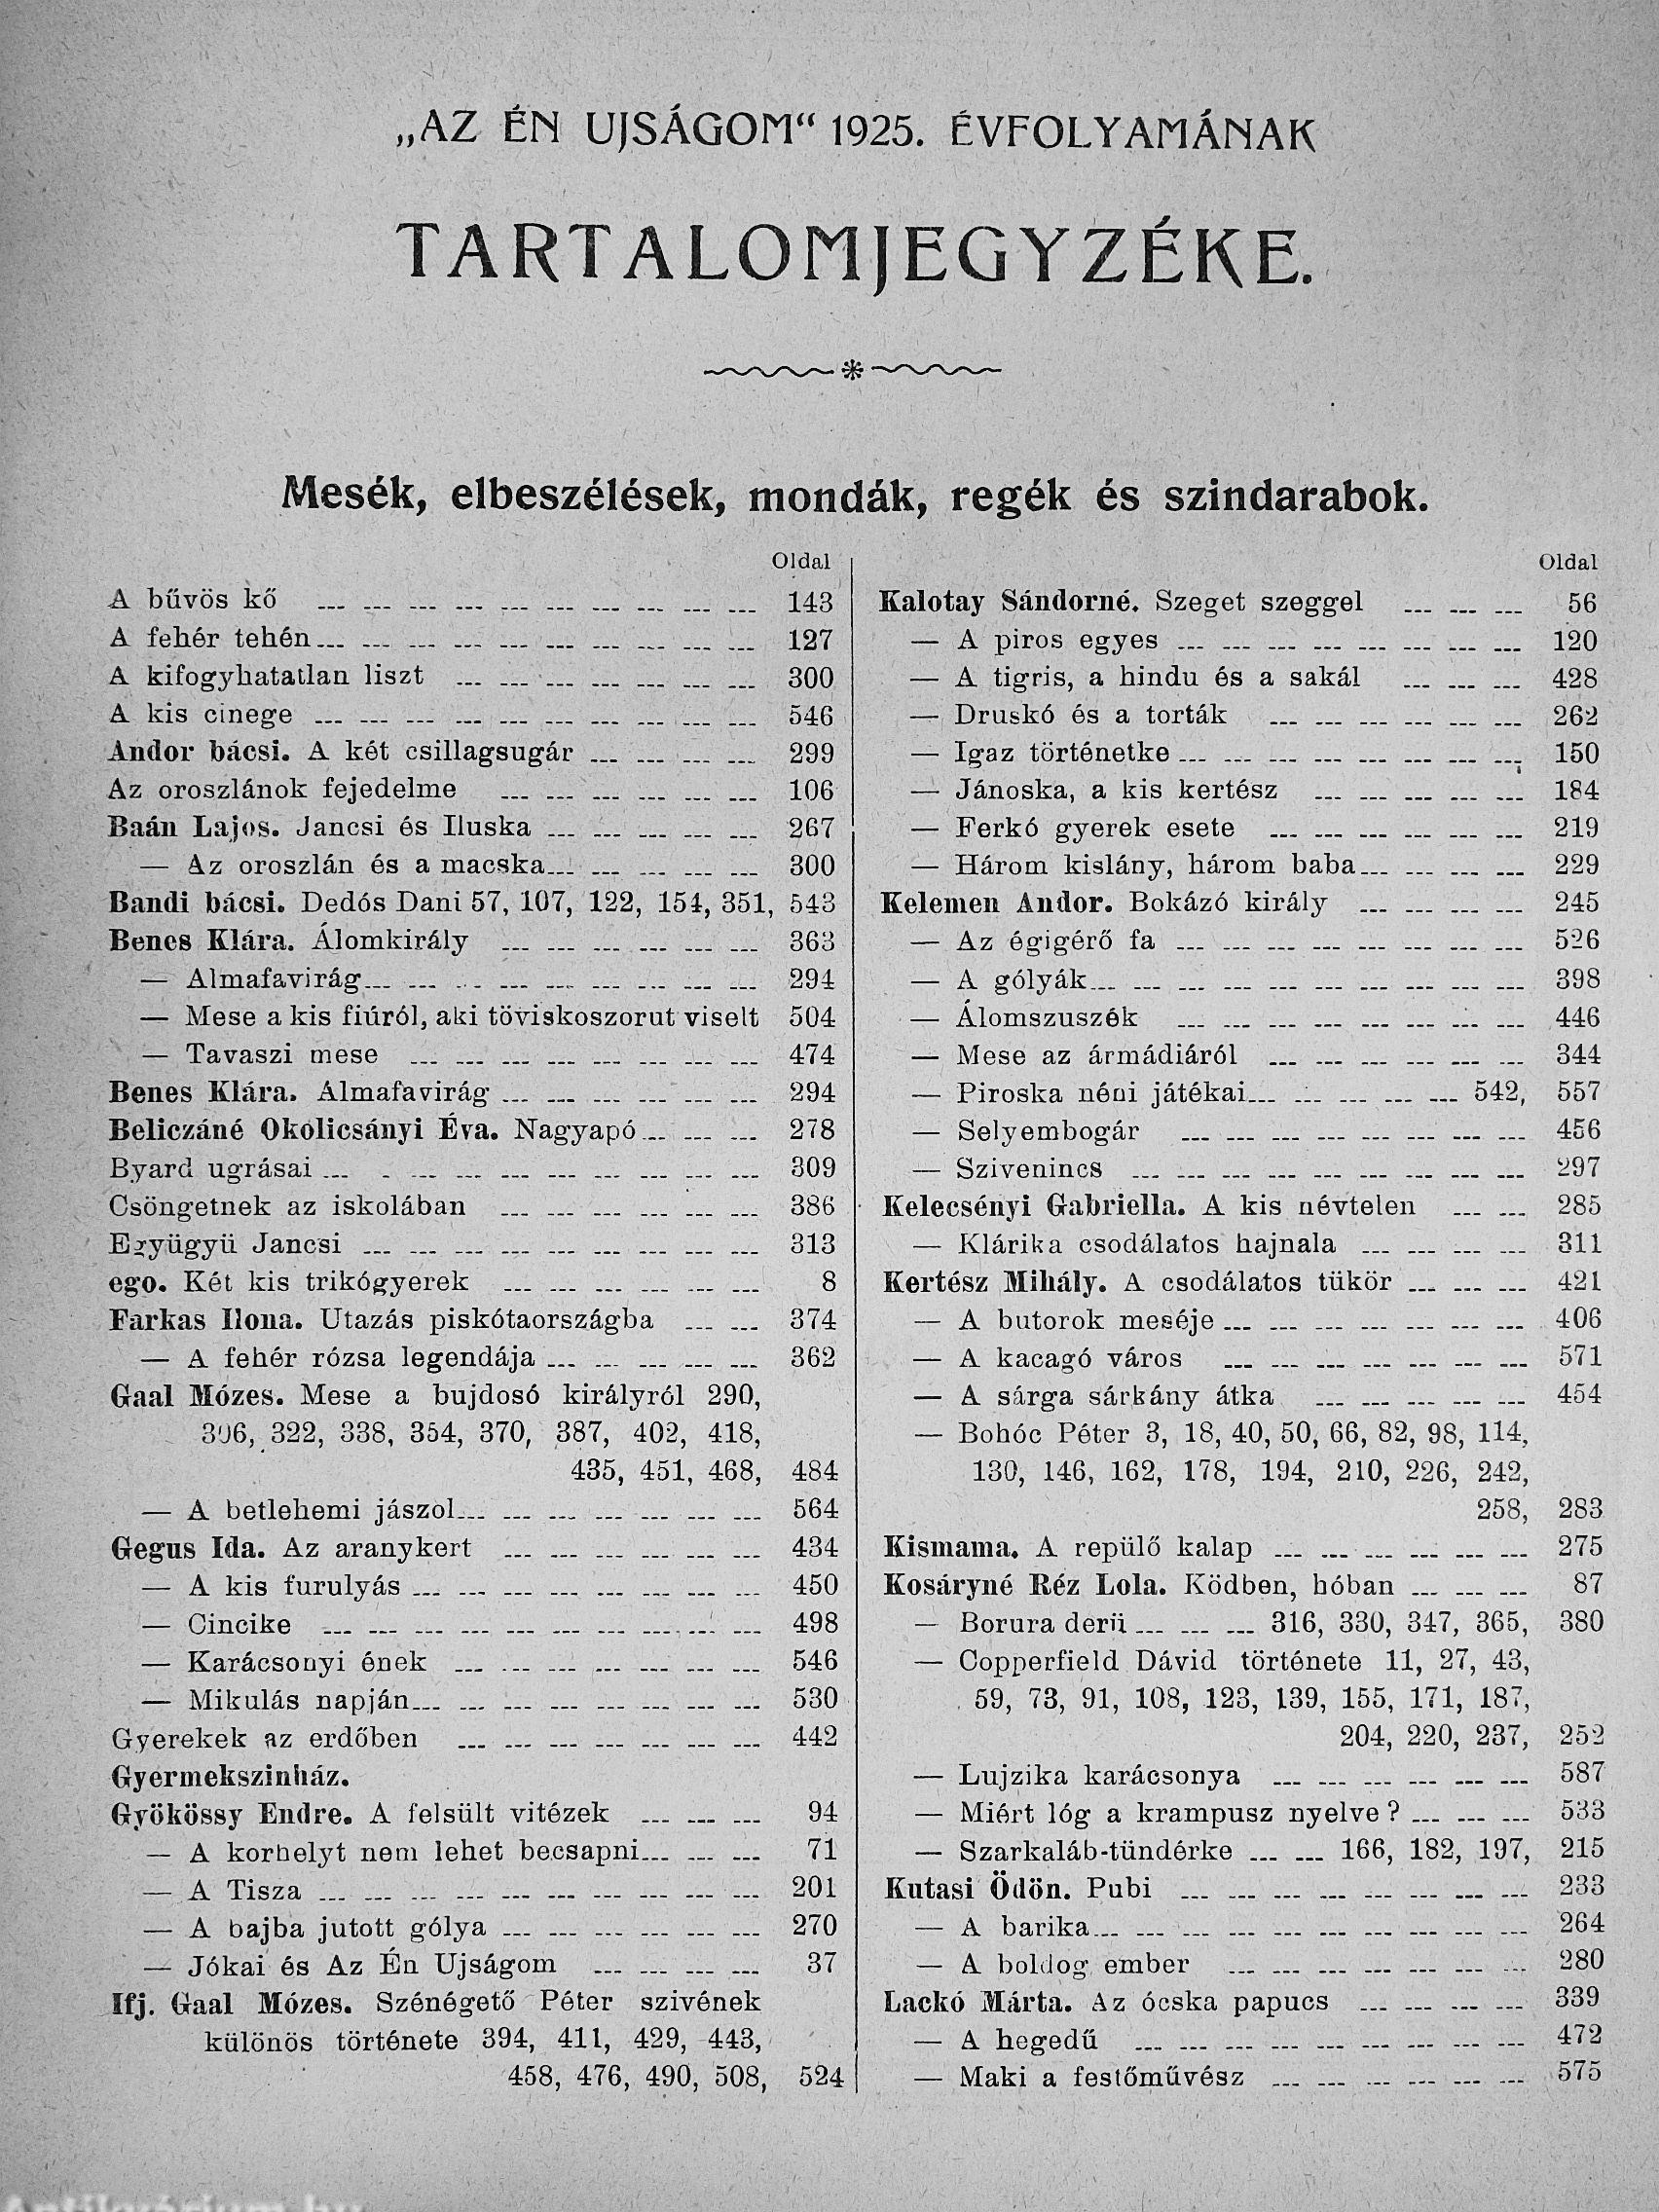 „AZ ÉN UJSÁGOM“ 1925. ÉVFOLYAMÁNAK
TARTALOMJEGYZÉKE.
Mesék, elbeszélések, mondák, regék és szindarabok.
Oldal
A bűvös kő 143
A fehér tehén 127
A kifogyhatatlan liszt 300
A kis cinege 546
Andor bácsi. A két csillagsugár 299
Az oroszlánok fejedelme 106
Baán Lajos. Jancsi és Iluska 267
— Az oroszlán és a macska 300
Bandi bácsi. Dedós Dani 57, 107, 122, 154, 351, 543
Benes Klára. Álomkirály 363
— Almafavirág 294
— Mese a kis fiúról, aki töviskoszorut viselt 504
— Tavaszi mese 474
Benes Klára. Almafavirág 294
Beliczáné Okolicsányi Éva. Nagyapó 278
Byard ugrásai 309
Csöngetnek az iskolában 386
Együgyü Jancsi 313
ego. Két kis trikógyerek 8
Farkas Ilona. Utazás piskótaországba 374
— A fehér rózsa legendája 362
Gaal Mózes. Mese a bujdosó királyról 290,
306, 322, 338, 354, 370, 387, 402, 418,
435, 451, 468, 484
— A betlehemi jászol 564
Gegus Ida. Az aranykert 434
— A kis furulyás 450
— Cincike 498
— Karácsonyi ének 546
— Mikulás napján 530
Gyerekek az erdőben 442
Gyermekszinház.
Gyökössy Endre. A felsült vitézek 94
— A korhelyt nem lehet becsapni 71
— A Tisza 201
— A bajba jutott gólya 270
— Jókai és Az Én Ujságom 37
Ifj. Gaal Mózes. Szénégető Péter szivének
különös története 394, 411, 429, 443,
458, 476, 490, 508, 524
Oldal
Kalotay Sándorné. Szeget szeggel 56
— A piros egyes 120
— A tigris, a hindu és a sakál 428
— Druskó és a torták 262
— Igaz történetke 150
— Jánoska, a kis kertész 184
— Ferkó gyerek esete 219
— Három kislány, három baba 229
Kelemen Andor. Bokázó király 245
— Az égigérő fa 526
— A gólyák 398
— Álomszuszék 446
— Mese az ármádiáról 344
— Piroska néni játékai 542, 557
— Selyembogár 456
— Szivenincs 297
Kelecsényi Gabriella. A kis névtelen 285
— Klárika csodálatos hajnala 311
Kertész Mihály. A csodálatos tükör 421
— A butorok meséje 406
— A kacagó város 571
— A sárga sárkány átka 454
— Bohóc Péter 3, 18, 40, 50, 66, 82, 98, 114,
130, 146, 162, 178, 194, 210, 226, 242,
258, 283
Kismama. A repülő kalap 275
Kosáryné Réz Lola. Ködben, hóban 87
— Borura derü 316, 330, 347, 365, 380
— Copperfield Dávid története 11, 27, 43,
59, 73, 91, 108, 123, 139, 155, 171, 187,
204, 220, 237, 252
— Lujzika karácsonya 587
— Miért lóg a krampusz nyelve? 533
— Szarkaláb-tündérke 166, 182, 197, 215
Kutasi Ödön. Pubi 233
— A barika 264
— A boldog ember 280
Lackó Márta. Az ócska papucs 339
— A hegedű 472
— Maki a festőművész 575
Antikvárium.hu